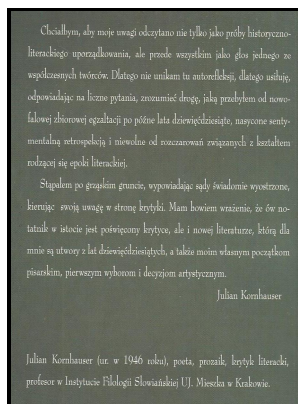 Chciałbym, aby moje uwagi odczytano nie tylko jako próby historyczno-
literackiego uporządkowania, ale przede wszystkim jako głos jednego ze
współczesnych twórców. Dlatego nie unikam tu autorefleksji, dlatego usiłuję,
odpowiadając na liczne pytania, zrozumieć drogę, jaką przebyłem od nowo-
falowej zbiorowej egzaltacji po późne lata dziewięćdziesiąte, nasycone senty-
mentalną retrospekcją i niewolne od rozczarowań związanych z kształtem
rodzącej się epoki literackiej.
Stąpałem po grząskim gruncie, wypowiadając sądy świadomie wyostrzone,
kierując swoją uwagę w stronę krytyki. Mam bowiem wrażenie, że ów no-
tatnik w istocie jest poświęcony krytyce, ale i nowej literaturze, którą dla
mnie są utwory z lat dziewięćdziesiątych, a także moim własnym początkom
pisarskim, pierwszym wyborom i decyzjom artystycznym.
Julian Kornhauser
Julian Kornhauser (ur. w 1946 roku), poeta, prozaik, krytyk literacki,
profesor w Instytucie Filologii Słowiańskiej UJ. Mieszka w Krakowie.